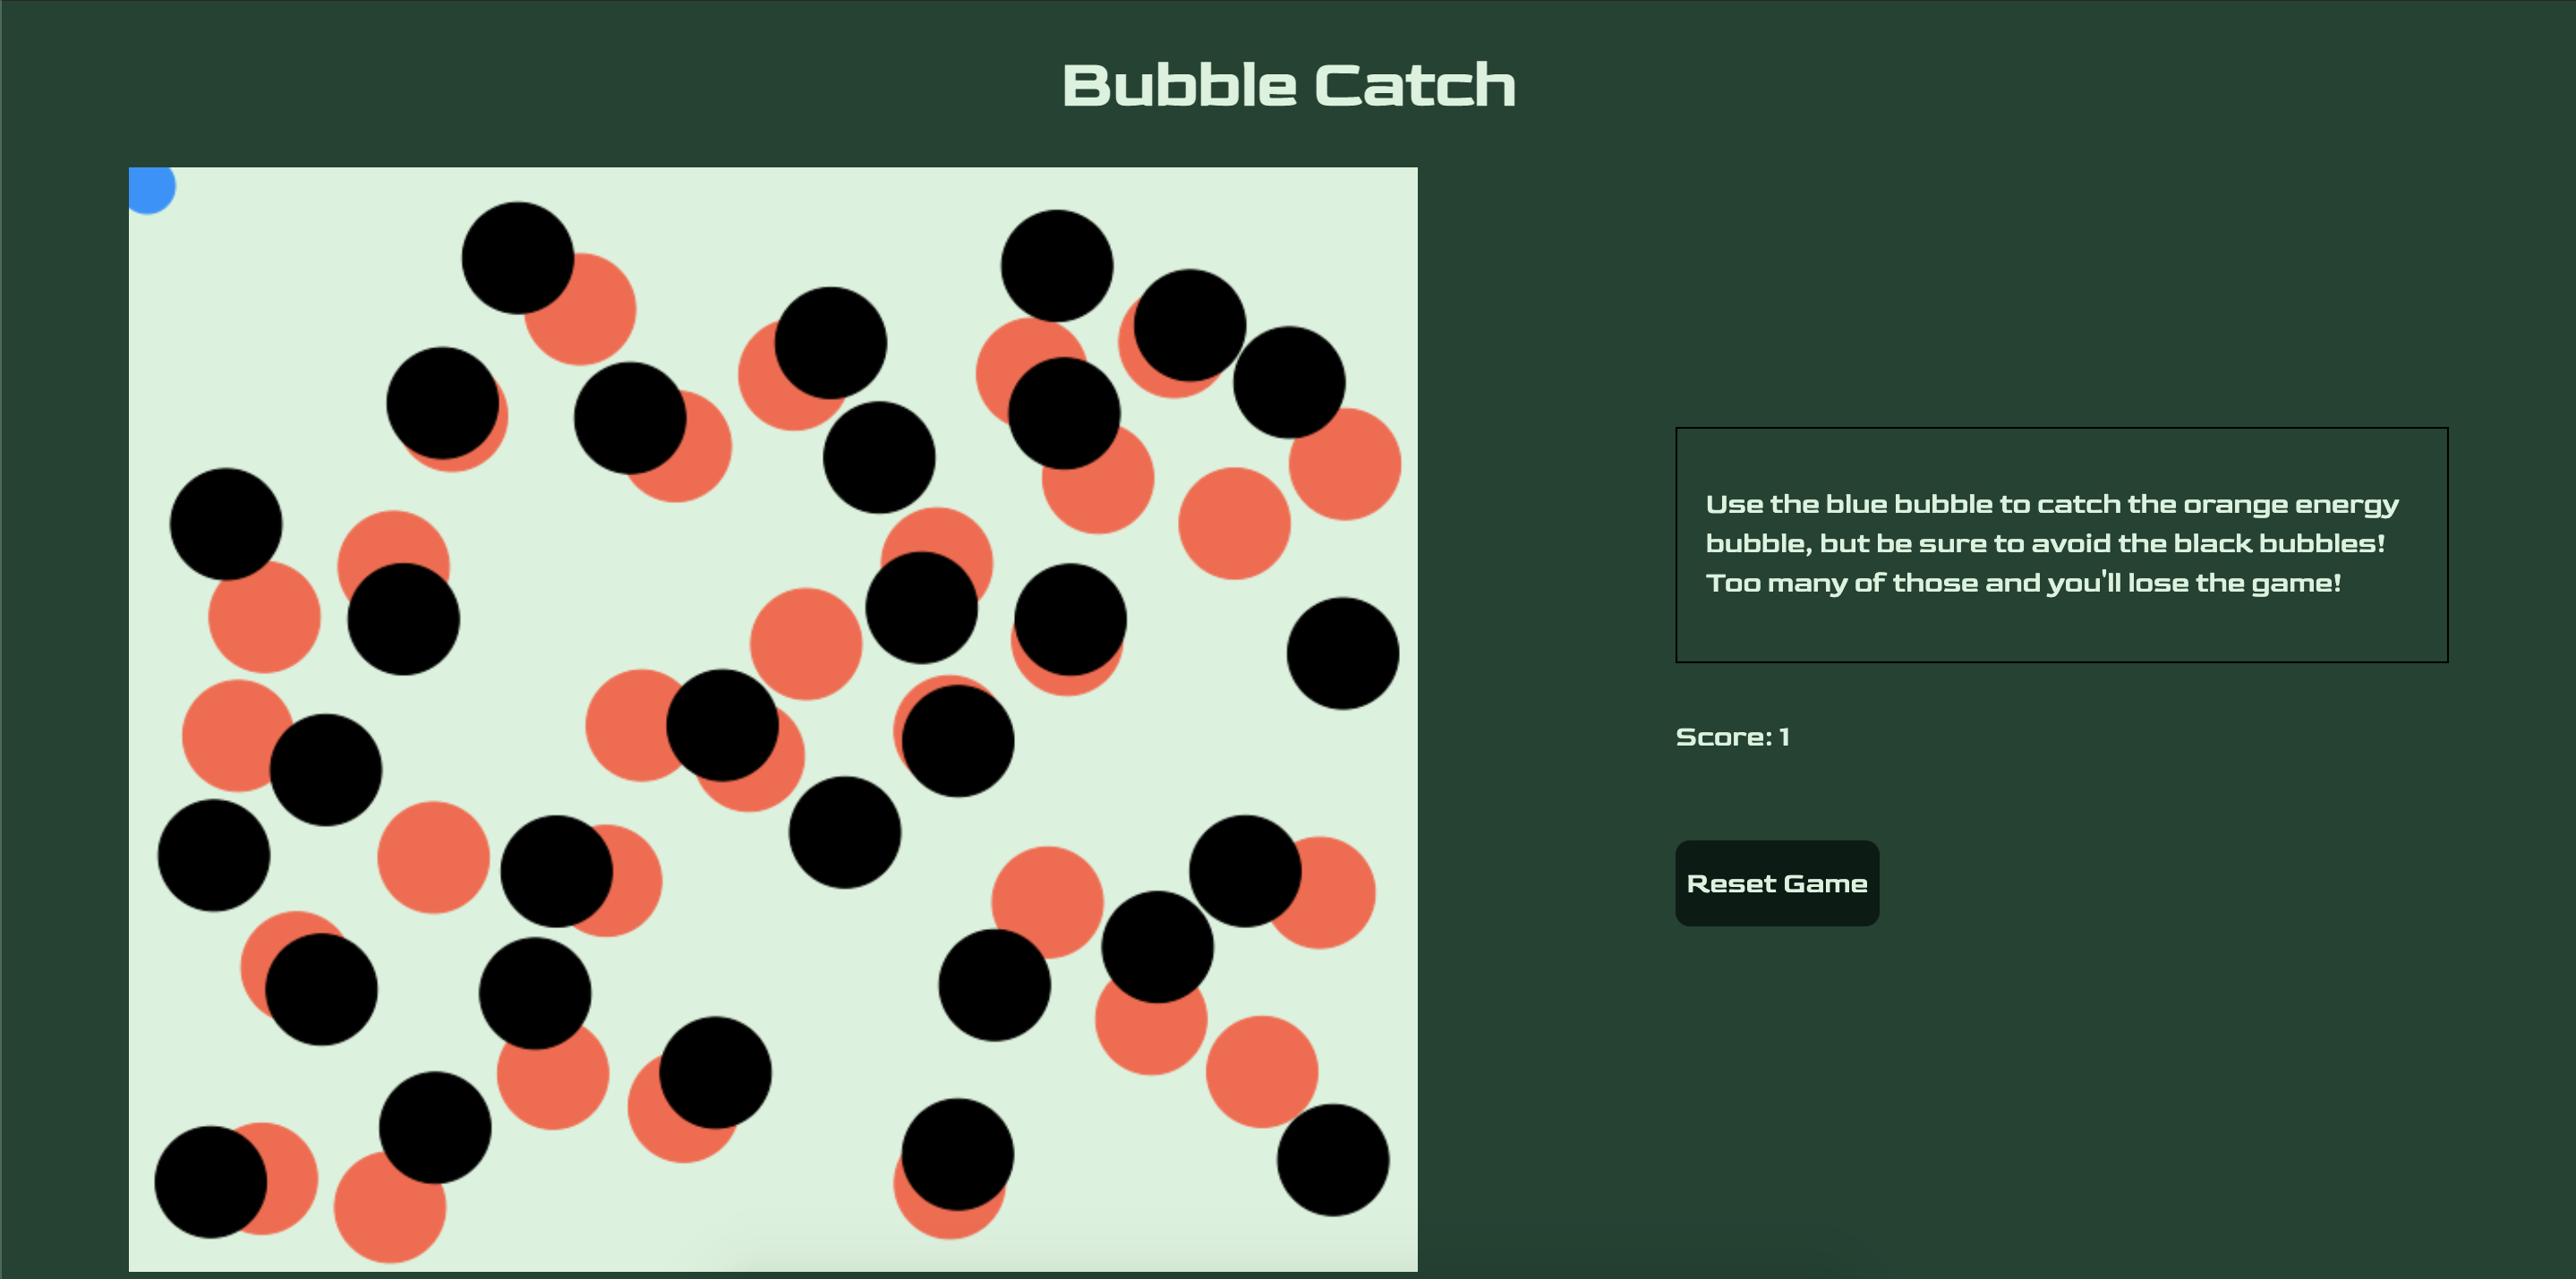 Bubble Catch
Use the blue bubble to catch the orange energy
bubble, but be sure to avoid the black bubbles!
Too many of those and you'll lose the game!
Score: 1
Reset Game